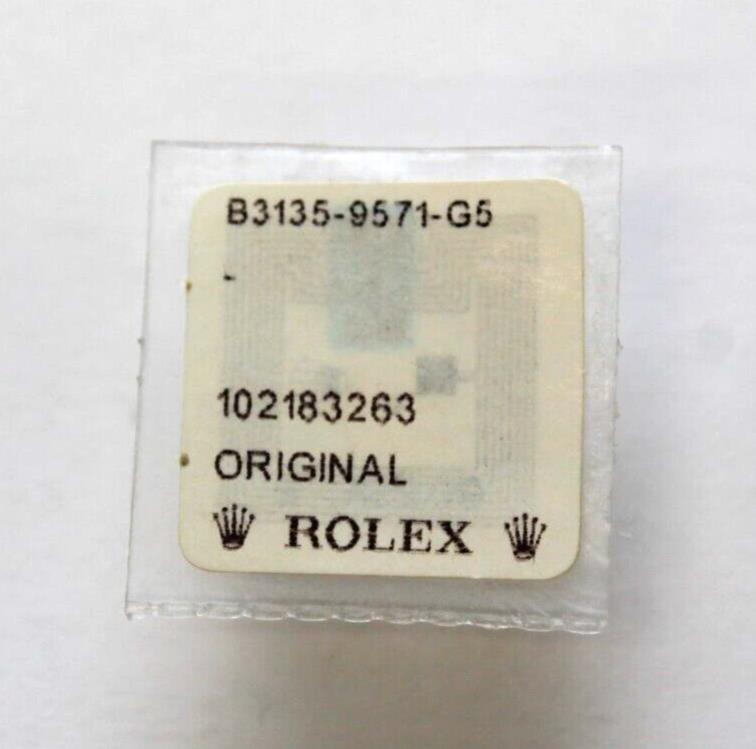 B3135-9571-G5
-
102183263
ORIGINAL
ROLEX